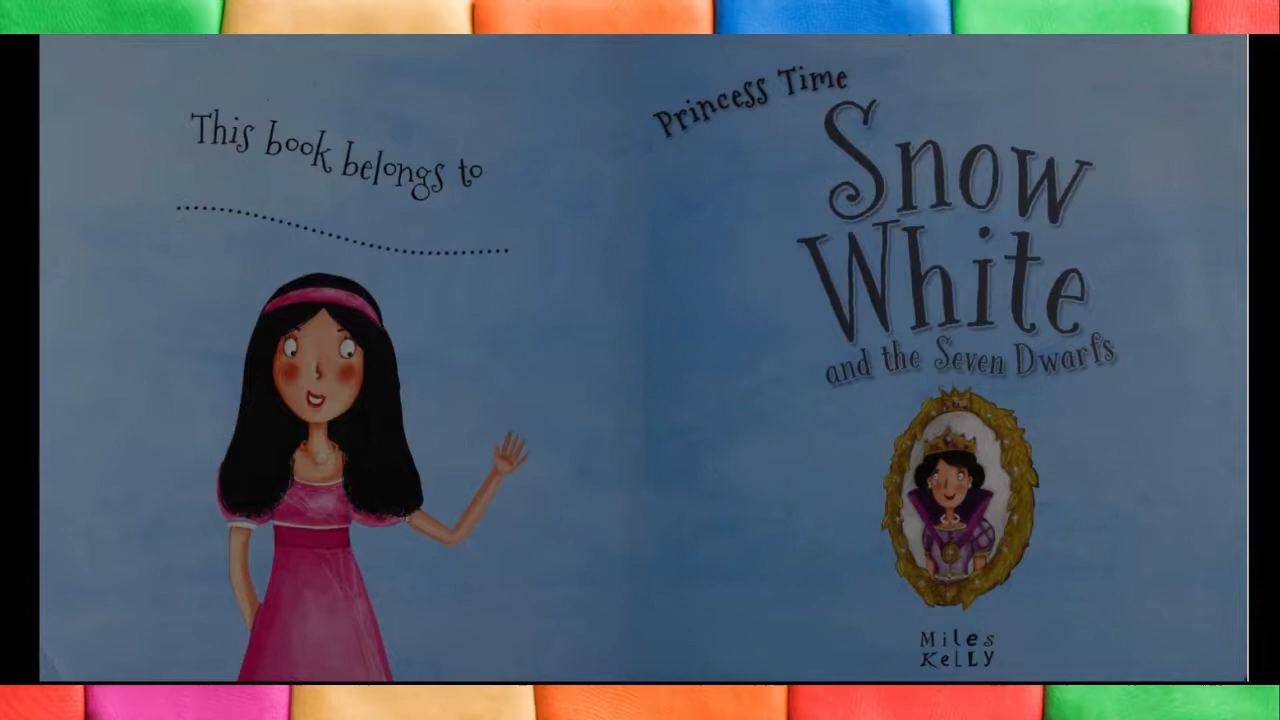 This book belongs to
Princess Time
Snow
White
and the Seven Dwarfs
Miles
Kelly